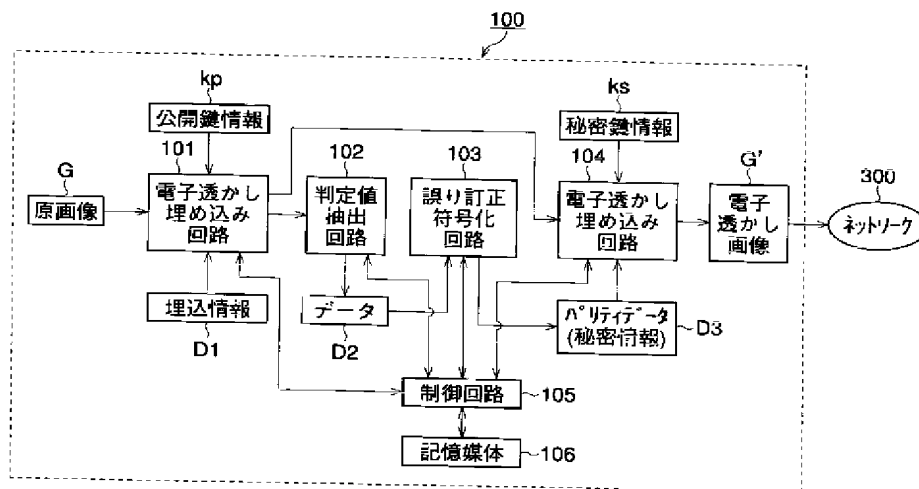 100
kp
ks
公開鍵情報
秘密鍵情報
101
102
103
104
G
G'
300
原画像
電子透かし
埋め込み
回路
判定値
抽出
回路
誤り訂正
符号化
回路
電子透かし
埋め込み
回路
電子
透かし
画像
ネットワーク
埋込情報
D1
データ
D2
パリティデータ
(秘密情報)
D3
制御回路
105
記憶媒体
106